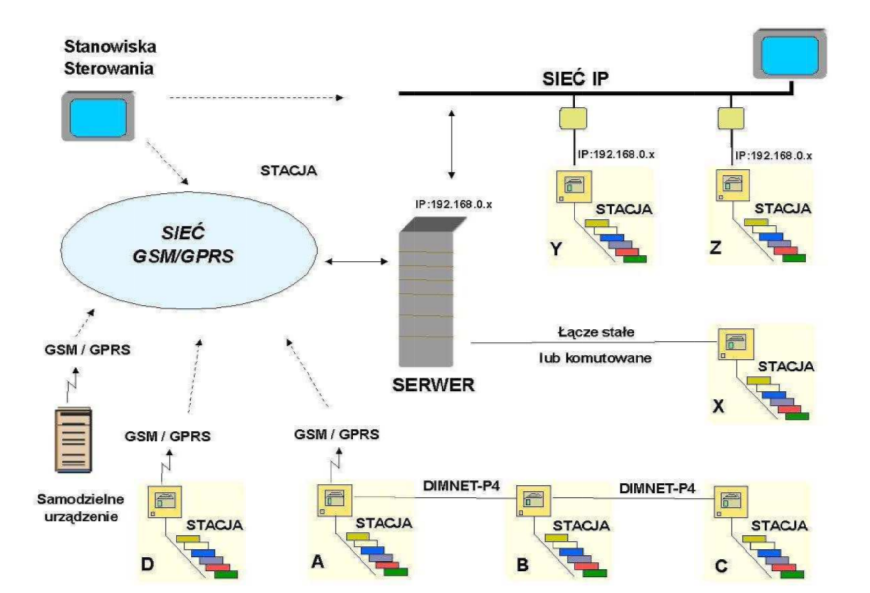 Stanowiska
Sterowania
SIEĆ IP
IP:192.168.0.x
IP:192.168.0.x
STACJA
IP:192.168.0.x
STACJA
STACJA
Y
Z
SIEĆ
GSM/GPRS
Łącze stałe
lub komutowane
SERWER
STACJA
X
GSM / GPRS
GSM / GPRS
GSM / GPRS
DIMNET-P4
DIMNET-P4
Samodzielne
urządzenie
STACJA
STACJA
STACJA
STACJA
D
A
B
C